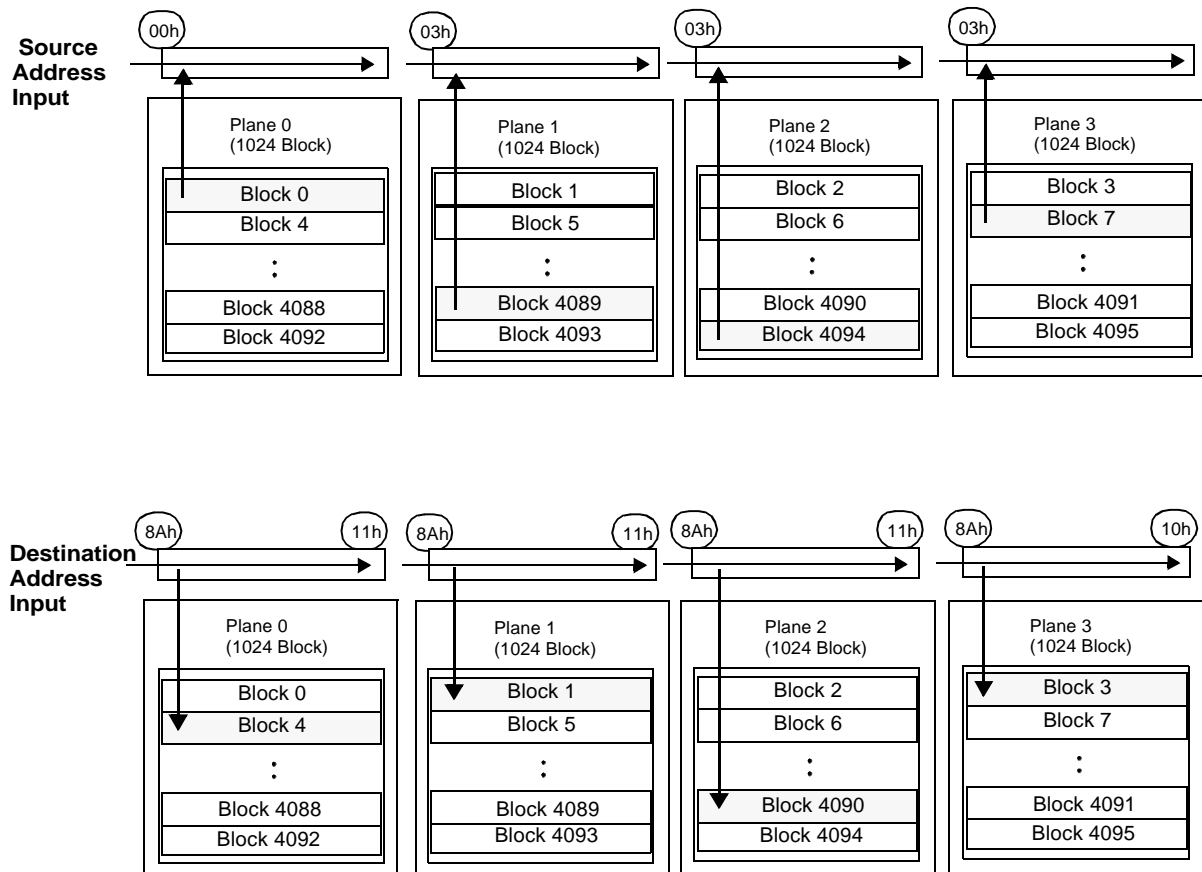 Source
Address
Input
00h
03h
03h
03h
Plane 0
(1024 Block)
Block 0
Block 4
:
Block 4088
Block 4092
Plane 1
(1024 Block)
Block 1
Block 5
:
Block 4089
Block 4093
Plane 2
(1024 Block)
Block 2
Block 6
:
Block 4090
Block 4094
Plane 3
(1024 Block)
Block 3
Block 7
:
Block 4091
Block 4095
Destination
Address
Input
8Ah
11h
8Ah
11h
8Ah
11h
8Ah
10h
Plane 0
(1024 Block)
Block 0
Block 4
:
Block 4088
Block 4092
Plane 1
(1024 Block)
Block 1
Block 5
:
Block 4089
Block 4093
Plane 2
(1024 Block)
Block 2
Block 6
:
Block 4090
Block 4094
Plane 3
(1024 Block)
Block 3
Block 7
:
Block 4091
Block 4095